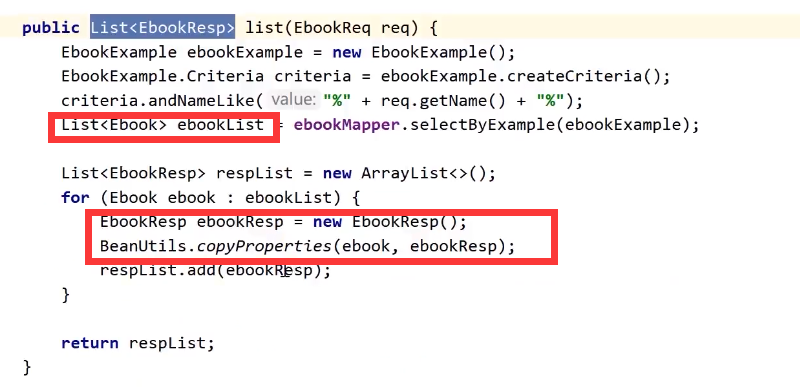 public List<EbookResp> list(EbookReq req) {
EbookExample ebookExample = new EbookExample();
EbookExample.Criteria criteria = ebookExample.createCriteria();
criteria.andNameLike( value: "%" + req.getName() + "%");
List<Ebook> ebookList = ebookMapper.selectByExample(ebookExample);
List<EbookResp> respList = new ArrayList<>();
for (Ebook ebook : ebookList) {
EbookResp ebookResp = new EbookResp();
BeanUtils.copyProperties(ebook, ebookResp);
respList.add(ebookResp);
}
return respList;
}